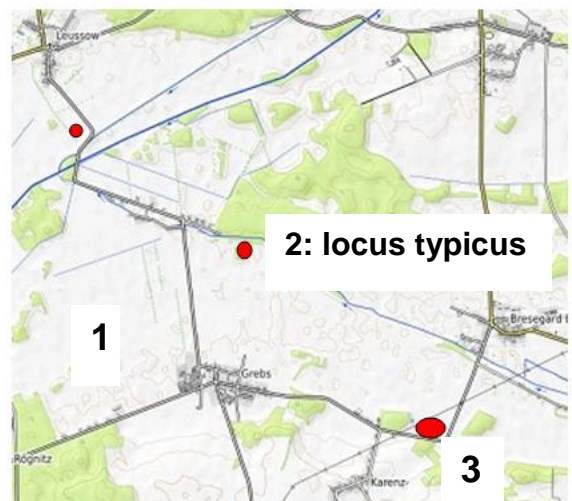 Leussow
2: locus typicus
1
Bresegard
Grebs
Rögnitz
3
Karenz